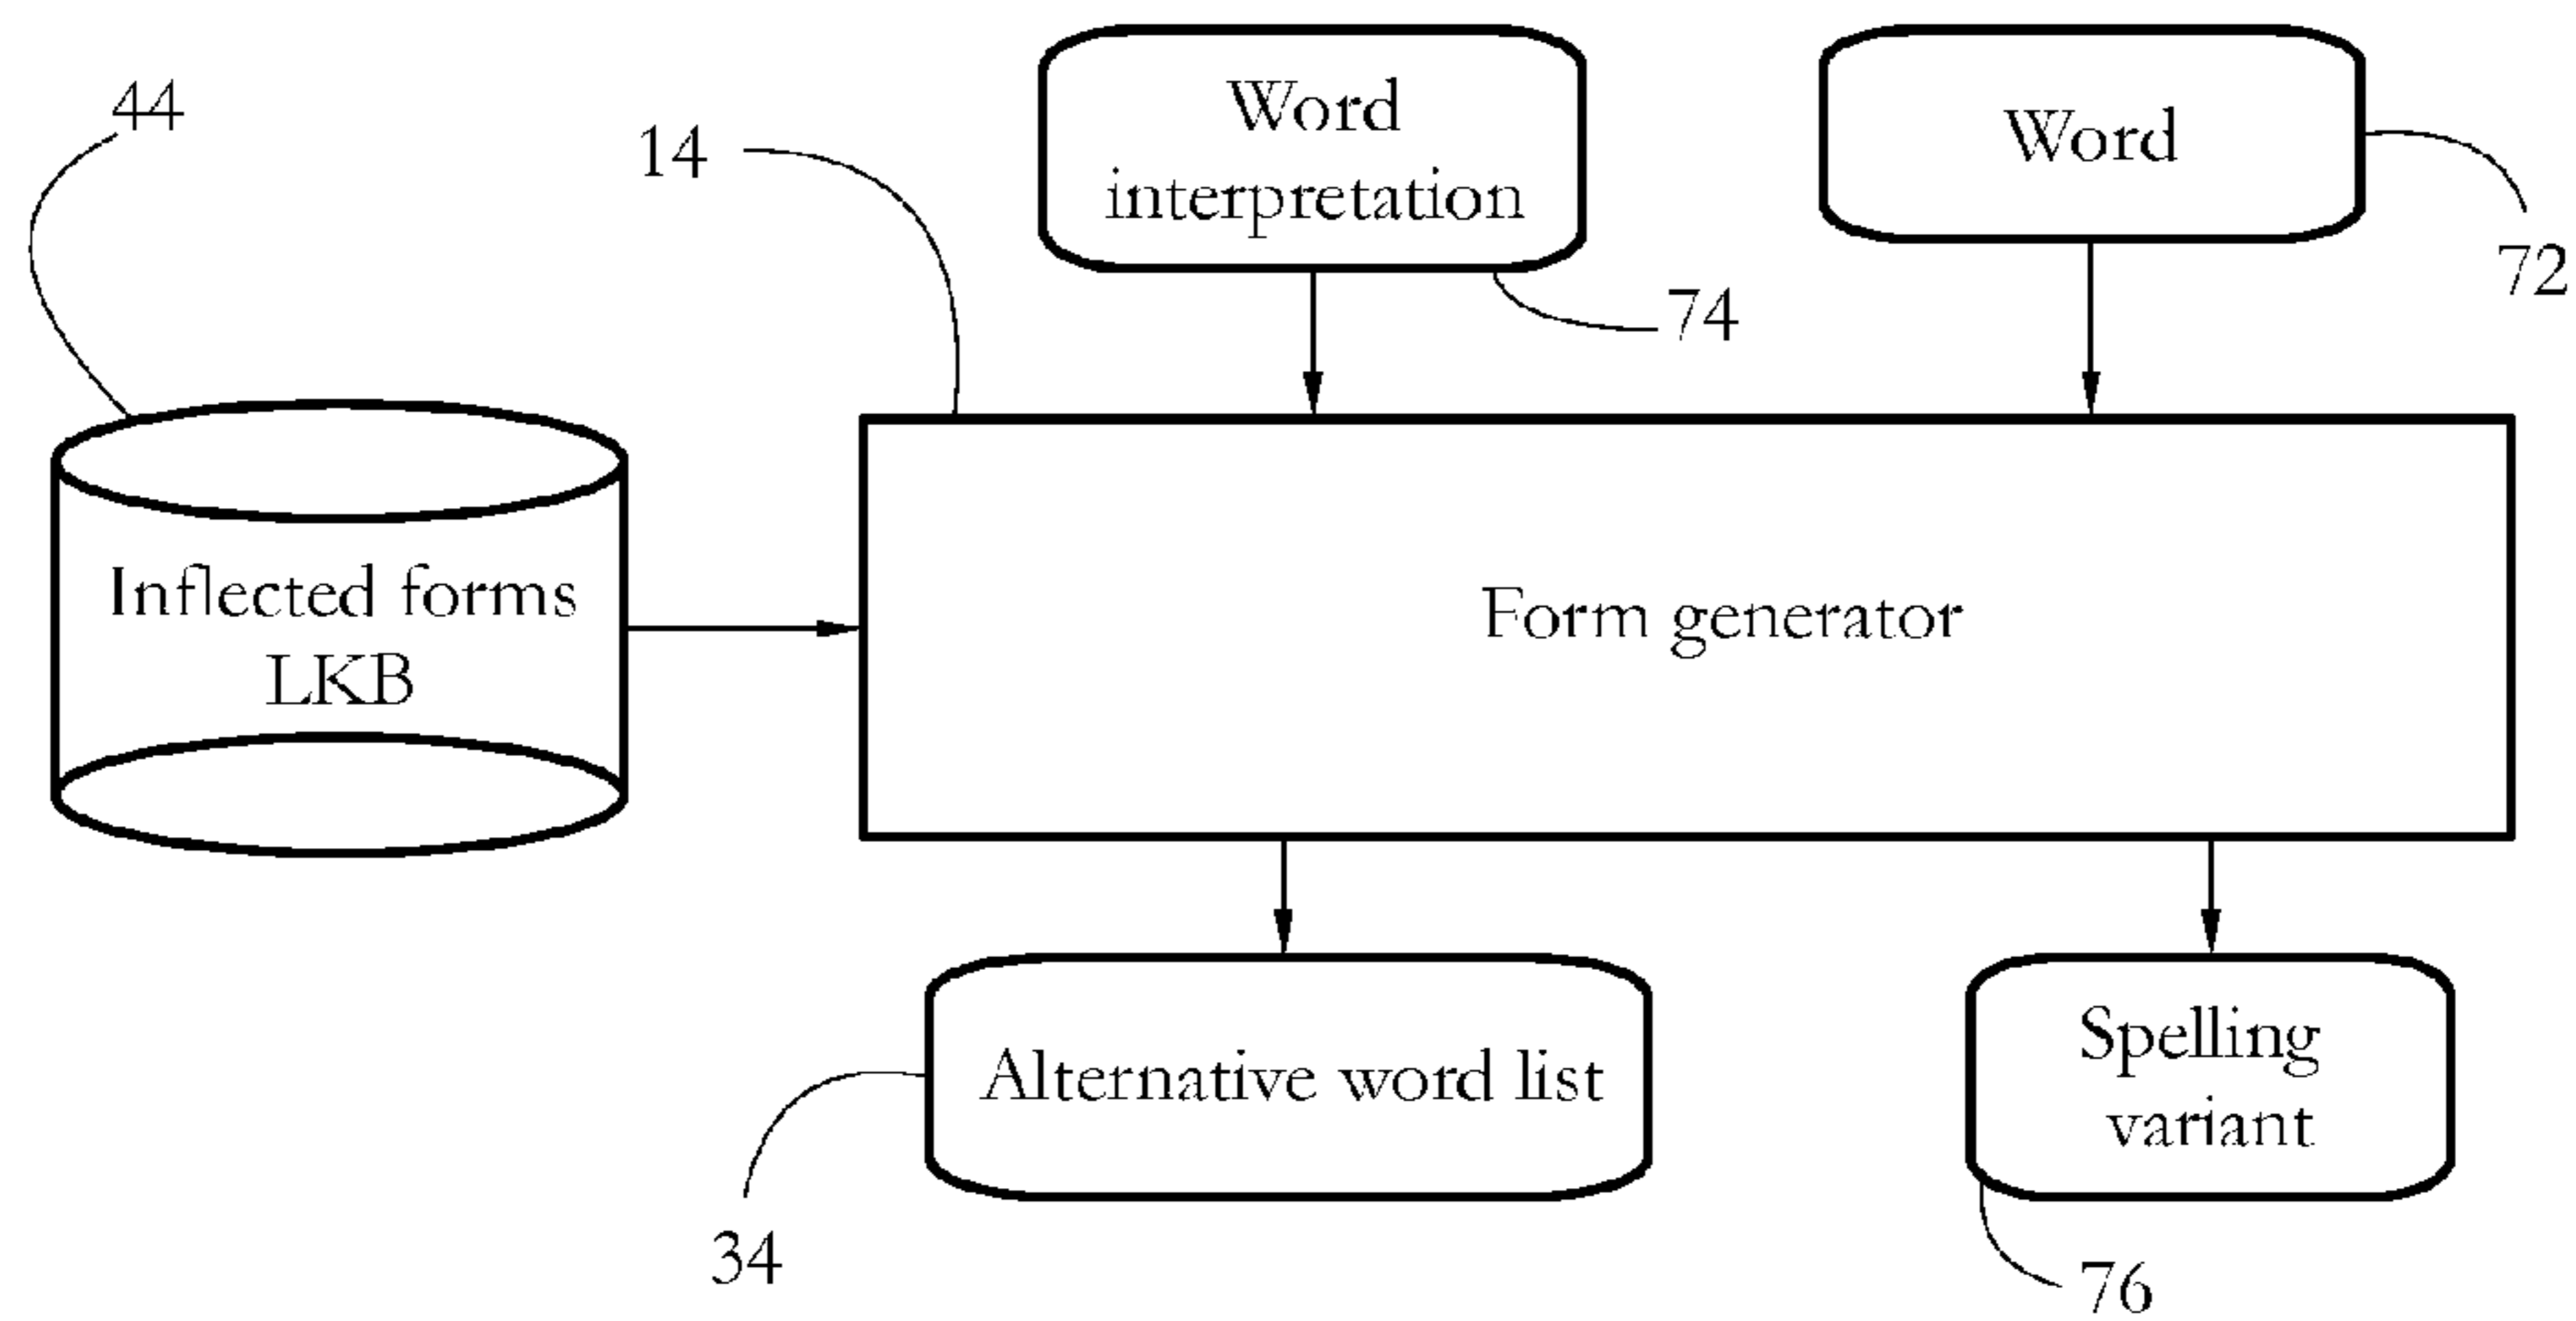 44
14
Word
interpretation
74
Word
72
Inflected forms
LKB
Form generator
Alternative word list
34
Spelling
variant
76